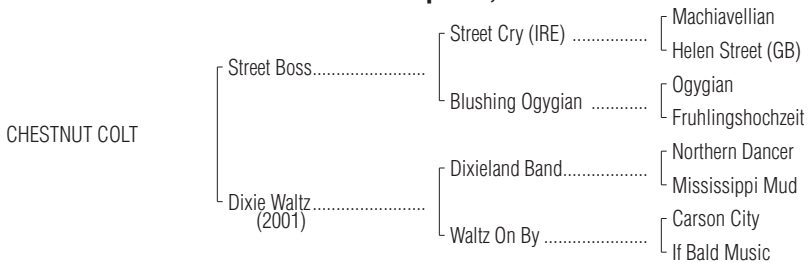 Machiavellian
Street Cry (IRE) ................
Helen Street (GB)
Street Boss.......................
Ogygian
Blushing Ogygian ............
Fruhlingshochzeit
CHESTNUT COLT
Northern Dancer
Dixieland Band.................
Mississippi Mud
Dixie Waltz.......................
(2001)
Carson City
Waltz On By .....................
If Bald Music